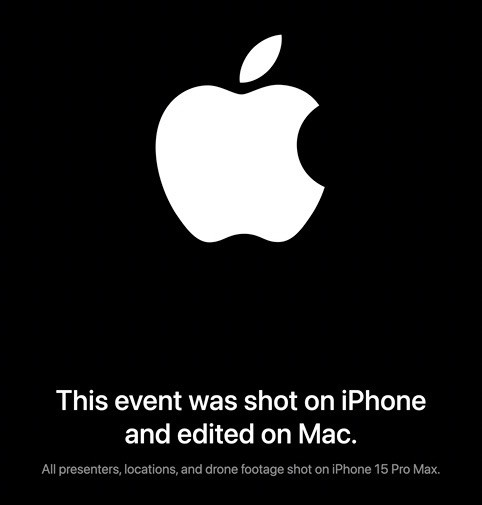 This event was shot on iPhone
and edited on Mac.
All presenters, locations, and drone footage shot on iPhone 15 Pro Max.